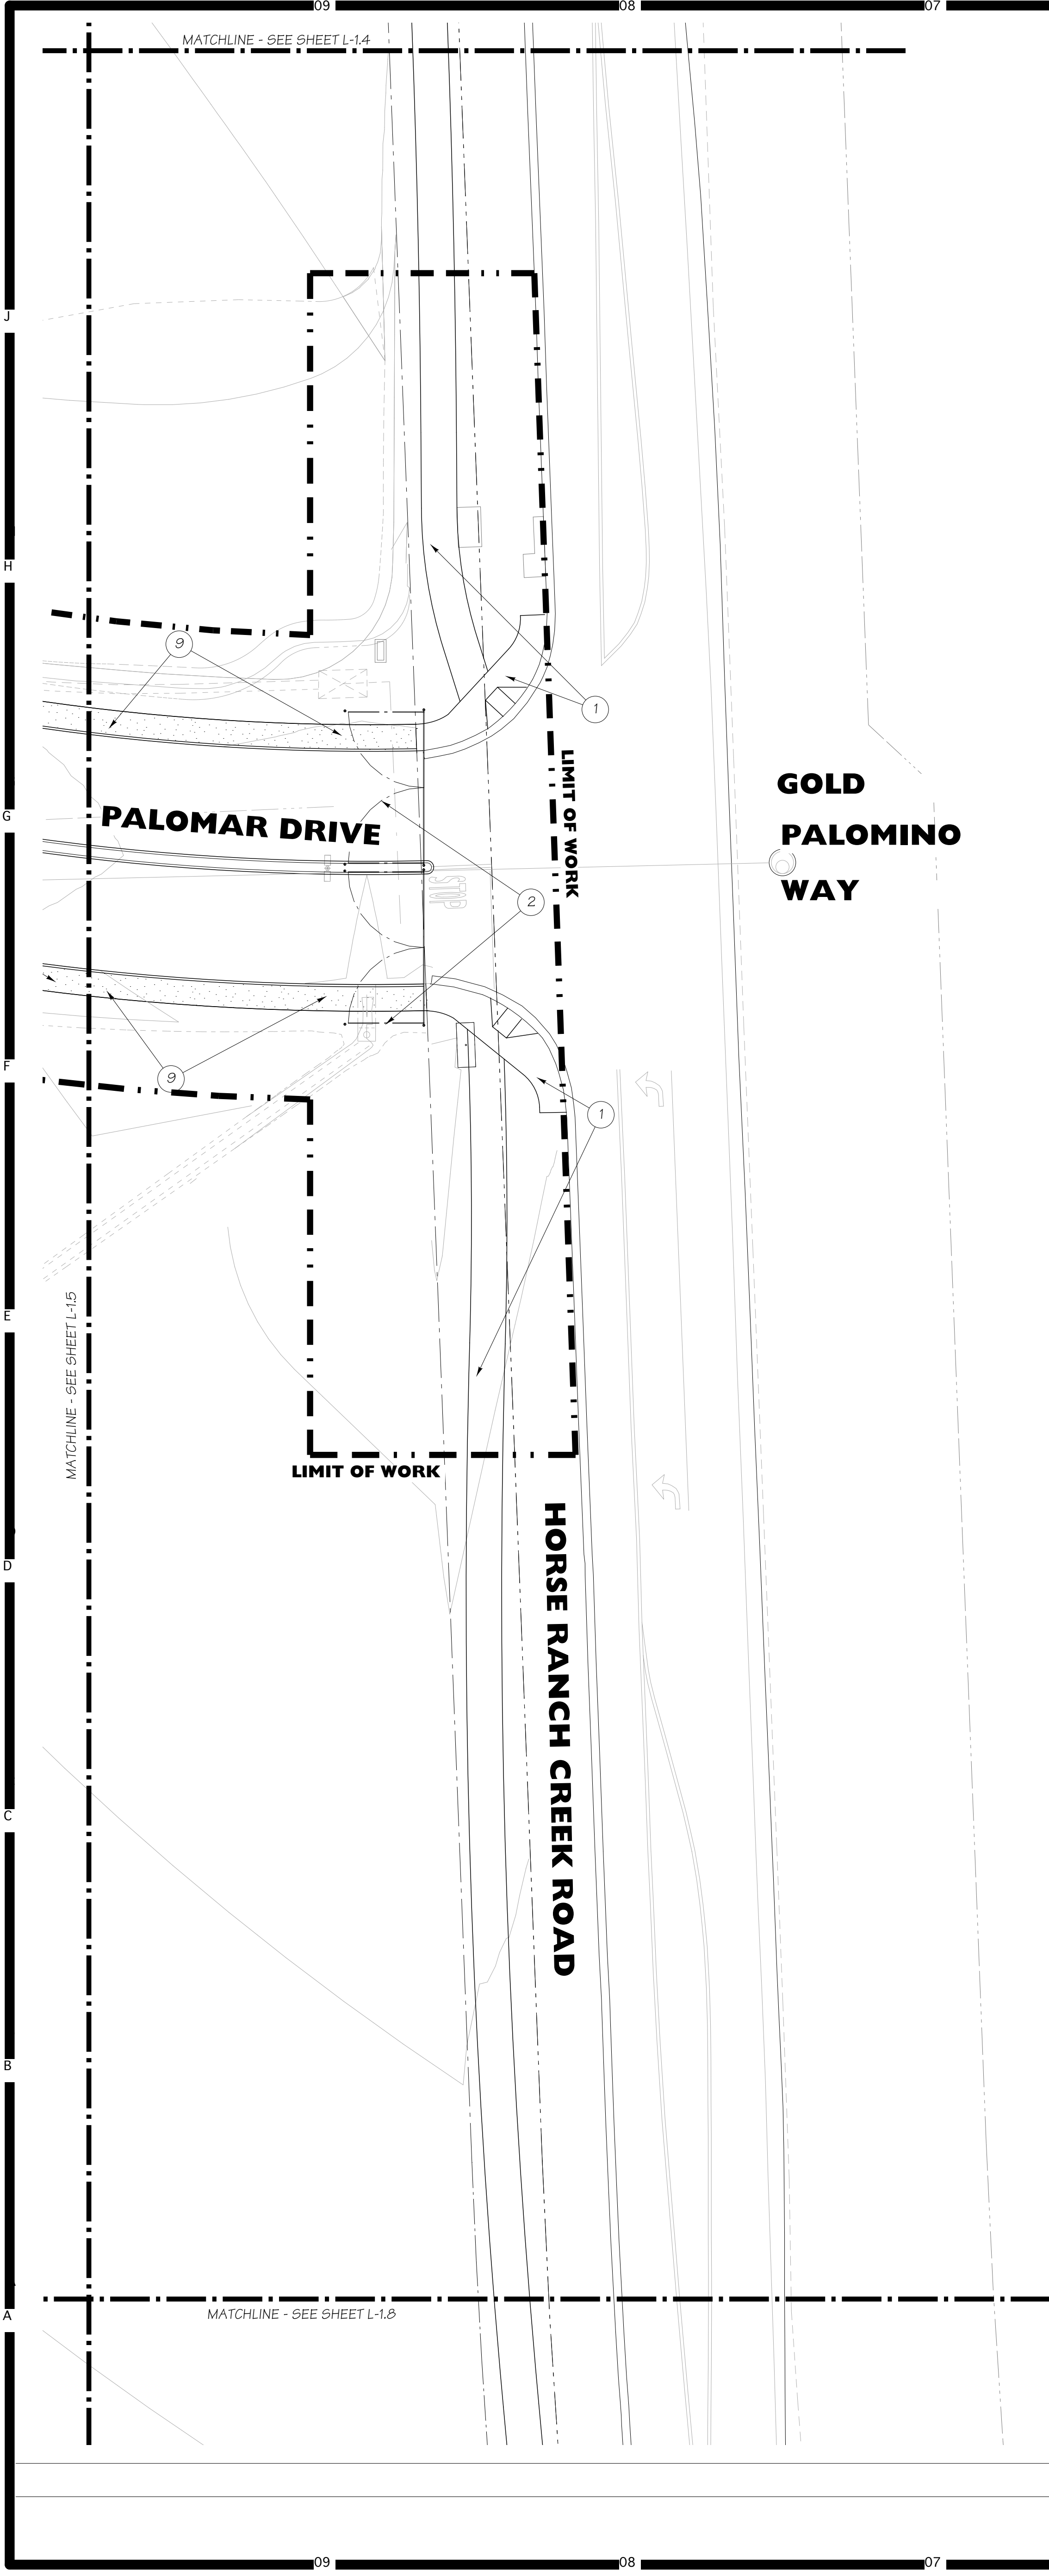 09
08
07
MATCHLINE - SEE SHEET L-1.4
J
H
9
1
LIMIT OF WORK
GOLD
PALOMINO
WAY
G
PALOMAR DRIVE
STOP
2
F
9
1
E
MATCHLINE - SEE SHEET L-1.5
LIMIT OF WORK
D
HORSE RANCH CREEK ROAD
C
B
A
MATCHLINE - SEE SHEET L-1.8
09
08
07